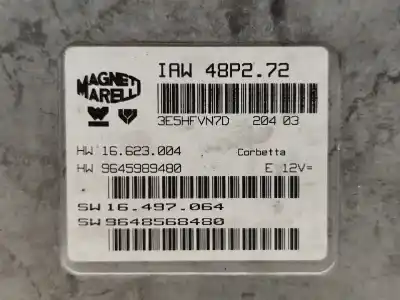 MAGNETI MARELLI
IAW 48P2.72
3E5HFVN7D 204 03
HW 16.623.004 Corbetta
HW 9645989480 E 12V=
SW 16.497.064
SW 9648568480